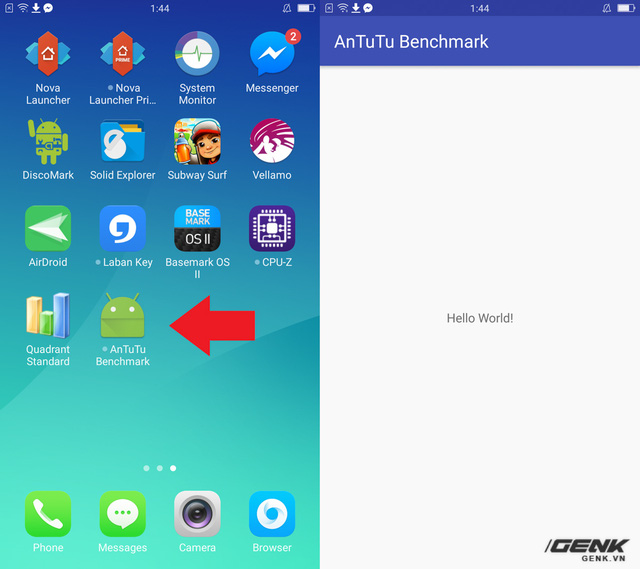 1:44
2
Nova
Launcher
Nova
Launcher Pri...
PRIME
System
Monitor
Messenger
DiscoMark
Solid Explorer
Subway Surf
Vellamo
BASE
MARK
OS II
AirDroid
Laban Key
Basemark OS
II
CPU-Z
Quadrant
Standard
AnTuTu
Benchmark
Phone
Messages
Camera
Browser
1:44
AnTuTu Benchmark
Hello World!
GENK
GENK.VN